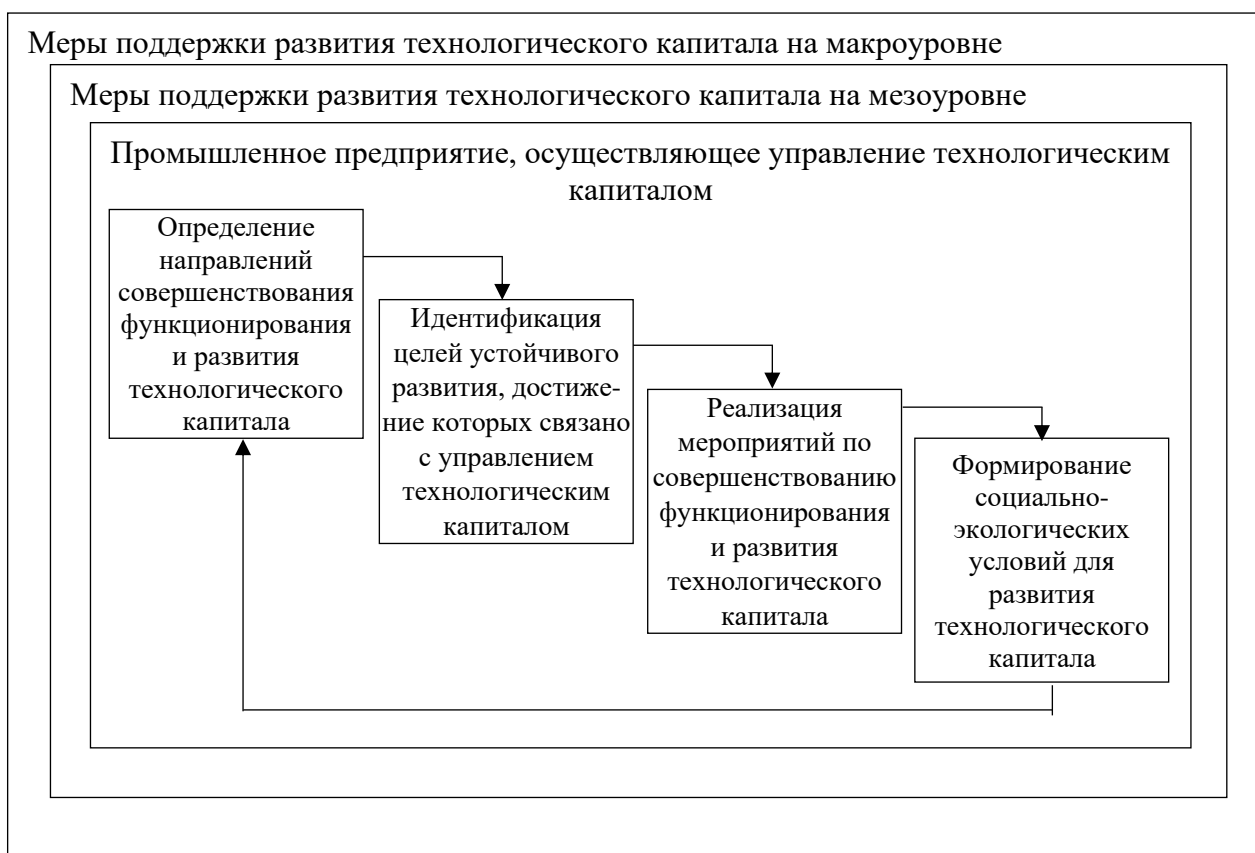 Меры поддержки развития технологического капитала на макроуровне
Меры поддержки развития технологического капитала на мезоуровне
Промышленное предприятие, осуществляющее управление технологическим
капиталом
Определение
направлений
совершенствования
функционирования
и развития
технологического
капитала
Идентификация
целей устойчивого
развития, достиже-
ние которых связано
с управлением
технологическим
капиталом
Реализация
мероприятий по
совершенствованию
функционирования
и развития
технологического
капитала
Формирование
социально-
экологических
условий для
развития
технологического
капитала